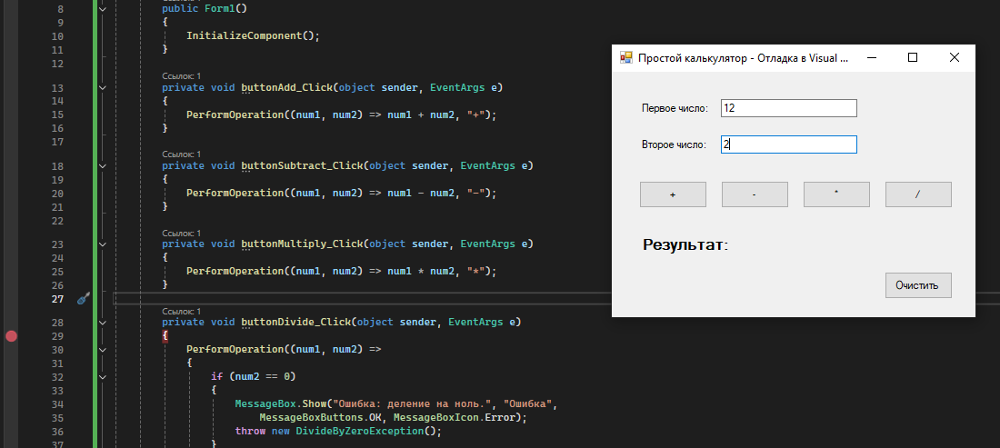 Ссылок: 1
8 public Form1()
9 {
10 InitializeComponent();
11 }
12
Ссылок: 1
13 private void buttonAdd_Click(object sender, EventArgs e)
14 {
15 PerformOperation((num1, num2) => num1 + num2, "+");
16 }
17
Ссылок: 1
18 private void buttonSubtract_Click(object sender, EventArgs e)
19 {
20 PerformOperation((num1, num2) => num1 - num2, "-");
21 }
22
Ссылок: 1
23 private void buttonMultiply_Click(object sender, EventArgs e)
24 {
25 PerformOperation((num1, num2) => num1 * num2, "*");
26 }
27
Ссылок: 1
28 private void buttonDivide_Click(object sender, EventArgs e)
29 {
30 PerformOperation((num1, num2) =>
31 {
32 if (num2 == 0)
33 {
34 MessageBox.Show("Ошибка: деление на ноль.", "Ошибка",
35 MessageBoxButtons.OK, MessageBoxIcon.Error);
36 throw new DivideByZeroException();
37 }
Простой калькулятор - Отладка в Visual ...
Первое число: 12
Второе число: 2
+ - * /
Результат:
Очистить